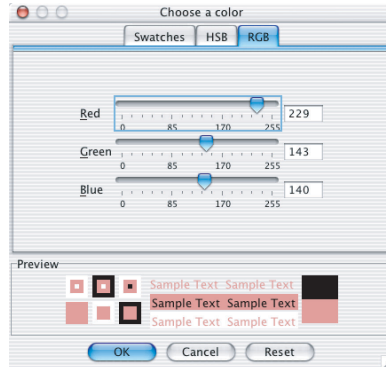 Choose a color
Swatches HSB RGB
Red 229
0 85 170 255
Green 143
0 85 170 255
Blue 140
0 85 170 255
Preview
Sample Text Sample Text
Sample Text Sample Text
Sample Text Sample Text
OK Cancel Reset